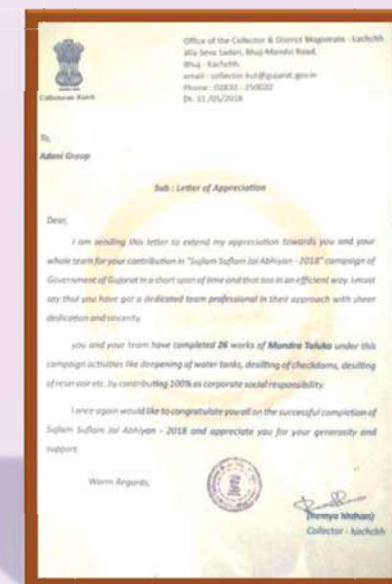 Office of the Collector & District Magistrate - Kachchh
Jilla Seva Sadan, Bhuj-Mandvi Road,
Bhuj - Kachchh.
email : collector-kut@gujarat.gov.in
Phone : 02832 - 250020
Dt. 31 /05/2018
Collectorate Kutch
To,
Adani Group
Sub : Letter of Appreciation
Dear,
I am sending this letter to extend my appreciation towards you and your
whole team for your contribution in "Sujlam Suflam Jal Abhiyan - 2018" campaign of
Government of Gujarat in a short span of time and that too in an efficient way. I must
say that you have got a dedicated team professional in their approach with sheer
dedication and sincerity.
you and your team have completed 26 works of Mundra Taluka under this
campaign activities like deepening of water tanks, desilting of checkdams, desilting
of reservoir etc. by contributing 100% as corporate social responsibility.
I once again would like to congratulate you all on the successful completion of
Sujlam Suflam Jal Abhiyan - 2018 and appreciate you for your generosity and
support.
Warm Regards,
(Remya Mohan)
Collector - Kachchh